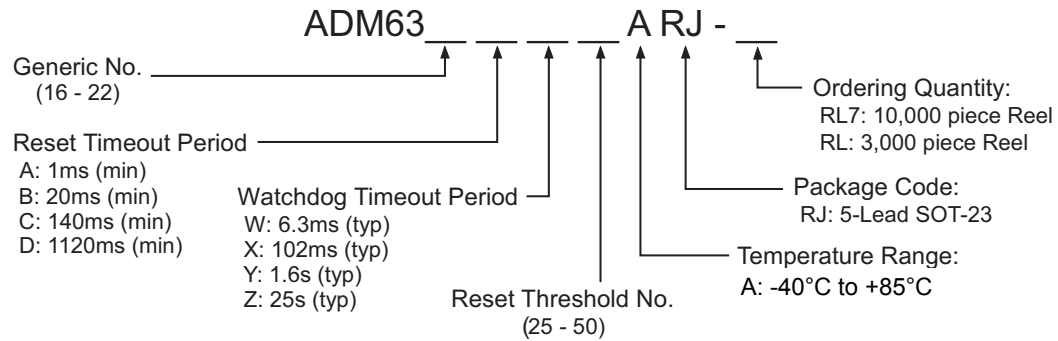 ADM63__ __ __ __ A RJ - __
Generic No.
(16 - 22)
Reset Timeout Period
A: 1ms (min)
B: 20ms (min)
C: 140ms (min)
D: 1120ms (min)
Watchdog Timeout Period
W: 6.3ms (typ)
X: 102ms (typ)
Y: 1.6s (typ)
Z: 25s (typ)
Reset Threshold No.
(25 - 50)
Temperature Range:
A: -40°C to +85°C
Package Code:
RJ: 5-Lead SOT-23
Ordering Quantity:
RL7: 10,000 piece Reel
RL: 3,000 piece Reel